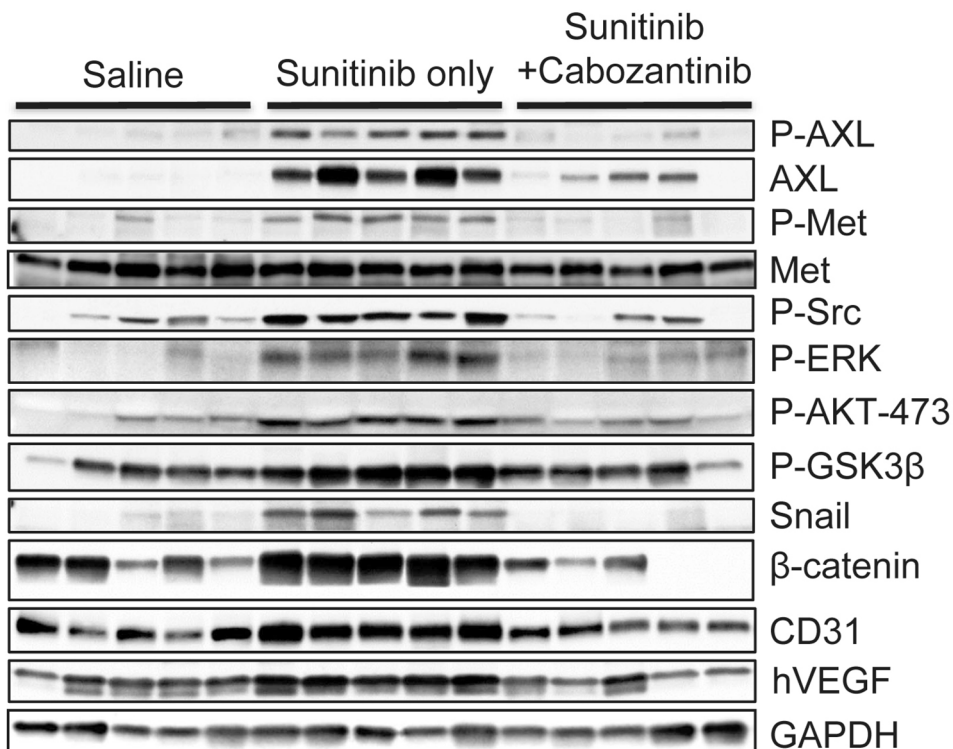 Saline
Sunitinib only
Sunitinib
+Cabozantinib
P-AXL
AXL
P-Met
Met
P-Src
P-ERK
P-AKT-473
P-GSK3β
Snail
β-catenin
CD31
hVEGF
GAPDH